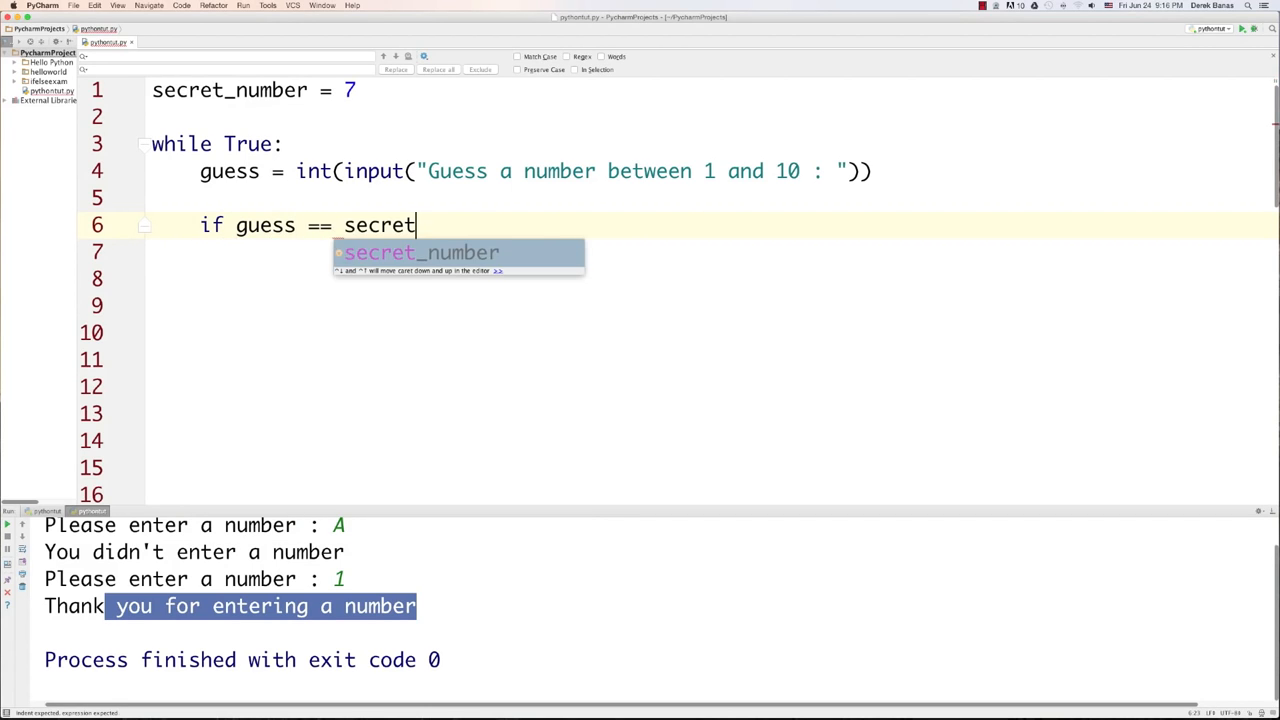 PyCharm File Edit View Navigate Code Refactor Run Tools VCS Window Help 10 Fri Jun 24 9:16 PM Derek Banas
pythontut.py - PycharmProjects - [~/PycharmProjects]
PycharmProjects pythontut.py pythontut
pythontut.py ×
PycharmProject
Hello Python
helloworld
ifelseexam
pythontut.py
External Librarie
Match Case Regex Words
Replace Replace all Exclude Preserve Case In Selection
1 secret_number = 7
2
3 while True:
4 guess = int(input("Guess a number between 1 and 10 : "))
5
6 if guess == secret
7 secret_number
^↓ and ^↑ will move caret down and up in the editor >>
8
9
10
11
12
13
14
15
16
Run: pythontut pythontut
Please enter a number : A
You didn't enter a number
Please enter a number : 1
Thank you for entering a number
Process finished with exit code 0
Indent expected, expression expected 6:23 LF÷ UTF-8÷